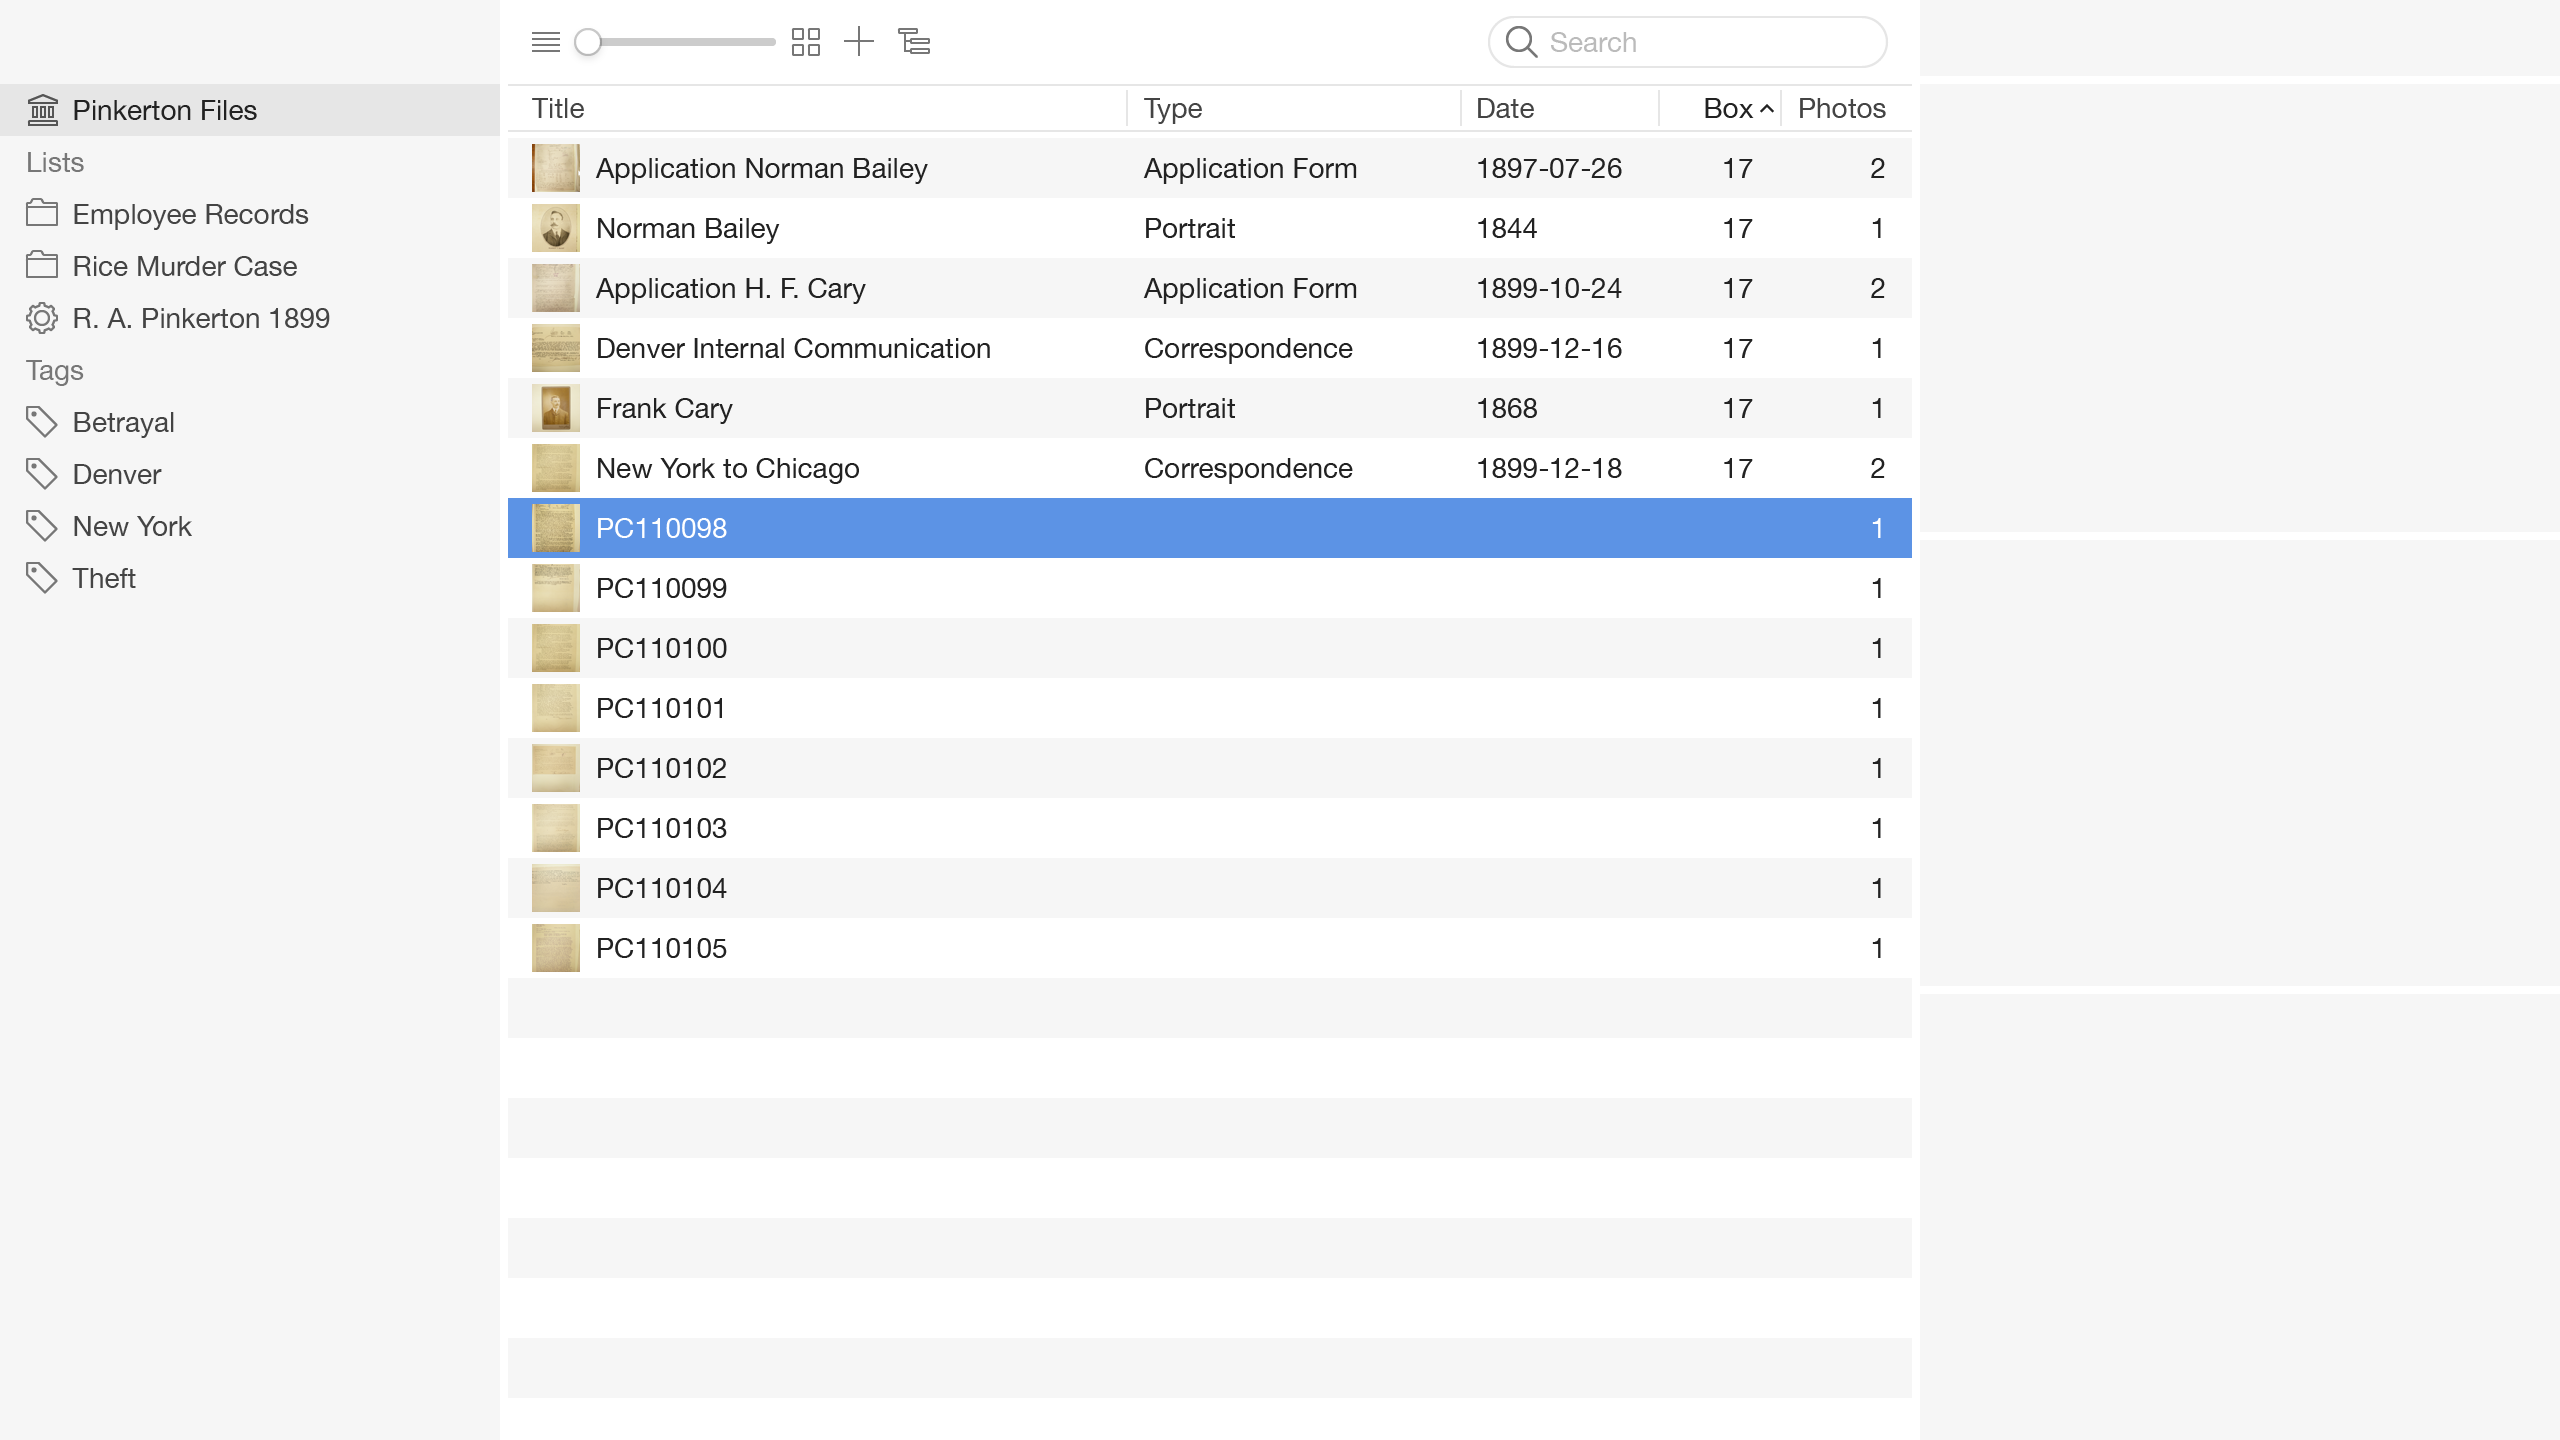 Search
Pinkerton Files
Lists
Employee Records
Rice Murder Case
R. A. Pinkerton 1899
Tags
Betrayal
Denver
New York
Theft
Title Type Date Box Photos
Application Norman Bailey Application Form 1897-07-26 17 2
Norman Bailey Portrait 1844 17 1
Application H. F. Cary Application Form 1899-10-24 17 2
Denver Internal Communication Correspondence 1899-12-16 17 1
Frank Cary Portrait 1868 17 1
New York to Chicago Correspondence 1899-12-18 17 2
PC110098 1
PC110099 1
PC110100 1
PC110101 1
PC110102 1
PC110103 1
PC110104 1
PC110105 1